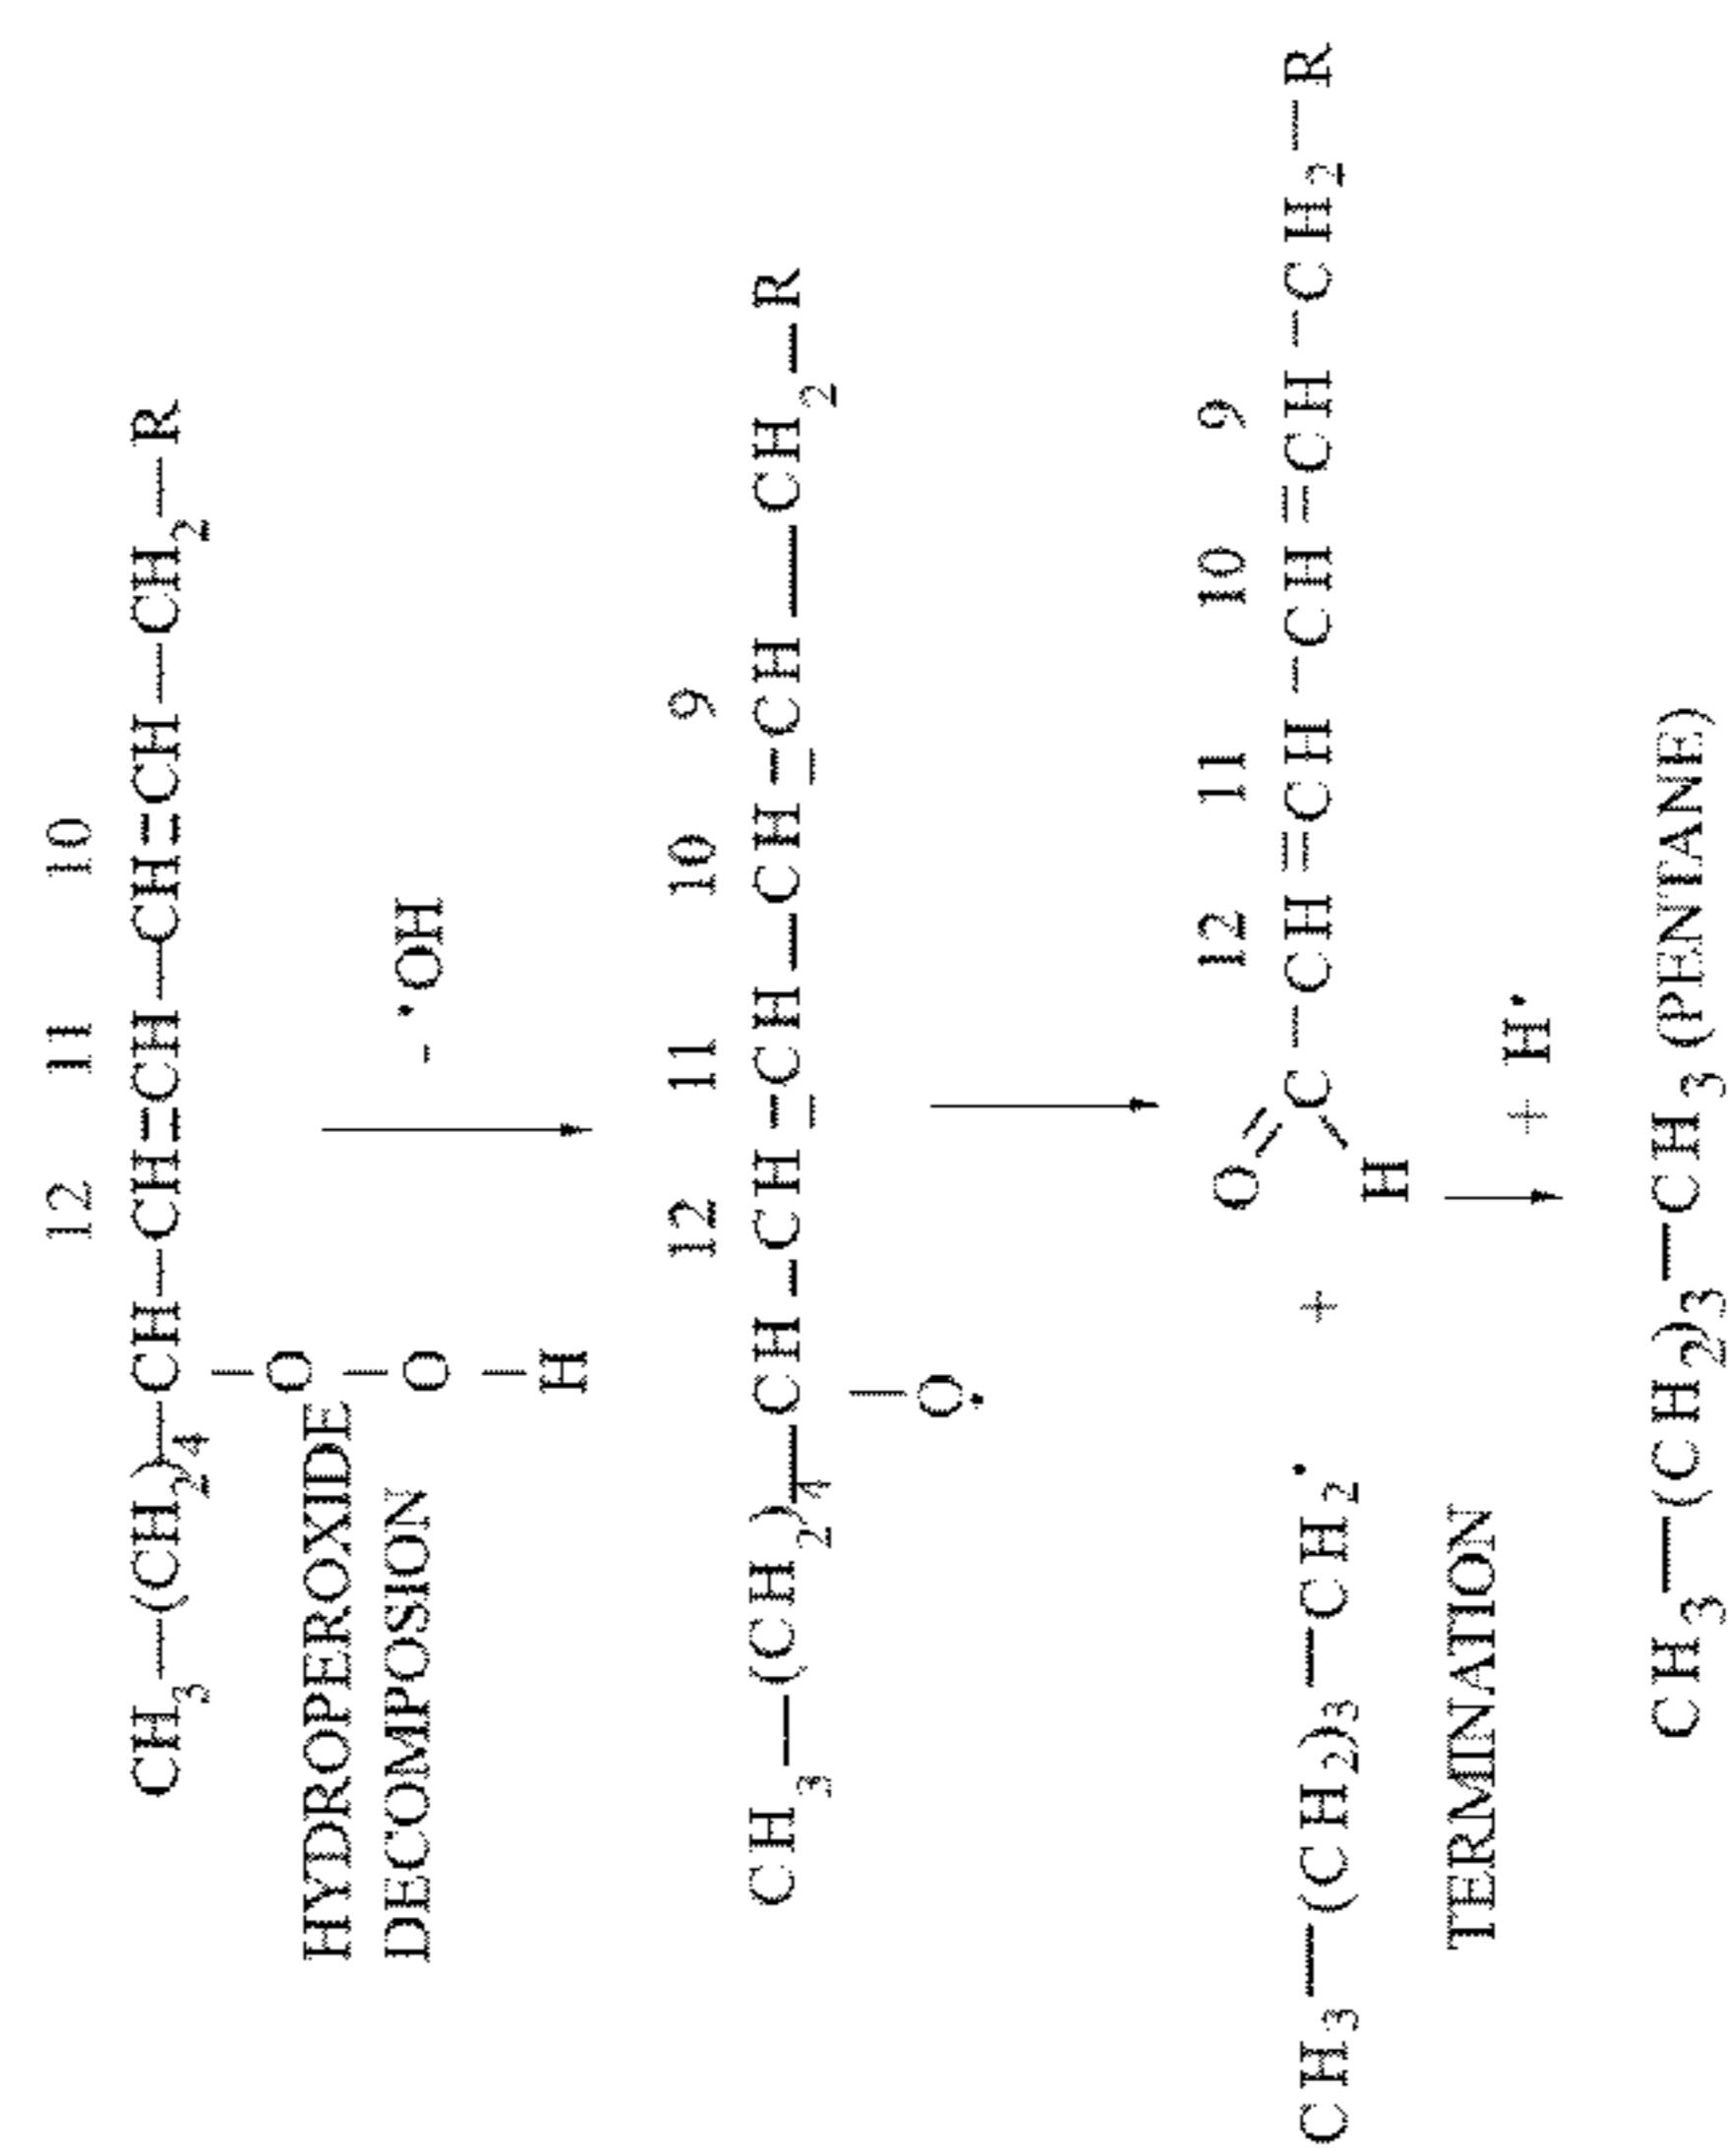 12 11 10
CH3—(CH2)4—CH—CH=CH—CH=CH—CH2—R
O
O
H
HYDROPEROXIDE
DECOMPOSION
- •OH
12 11 10 9
CH3—(CH2)4—CH—CH=CH—CH=CH—CH2—R
O•
12 11 10 9
CH3—(CH2)3—CH2• + O=C-CH=CH-CH=CH-CH2-R
H
TERMINATION
+ H•
CH3—(CH2)3—CH3 (PENTANE)